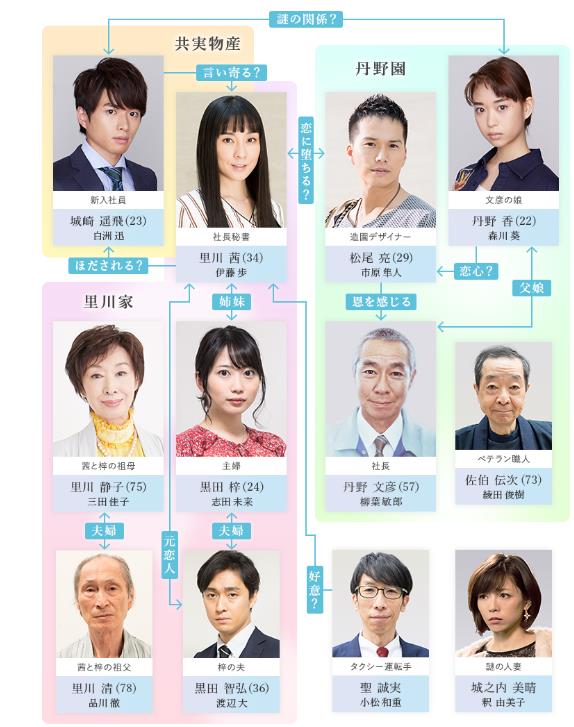 謎の関係？
共実物産
言い寄る？
丹野園
恋に堕ちる？
新入社員
城崎 遥飛(23)
白洲 迅
社長秘書
里川 茜(34)
伊藤 歩
造園デザイナー
松尾 亮(29)
市原 隼人
文彦の娘
丹野 香(22)
森川 葵
ほだされる？
恋心？
父娘
里川家
姉妹
恩を感じる
茜と梓の祖母
里川 静子(75)
三田 佳子
主婦
黒田 梓(24)
志田 未来
社長
丹野 文彦(57)
柳葉 敏郎
ベテラン職人
佐伯 伝次(73)
綾田 俊樹
夫婦
元恋人
夫婦
好意？
茜と梓の祖父
里川 清(78)
品川 徹
梓の夫
黒田 智弘(36)
渡辺 大
タクシー運転手
聖 誠実
小松 和重
謎の人妻
城之内 美晴
釈 由美子